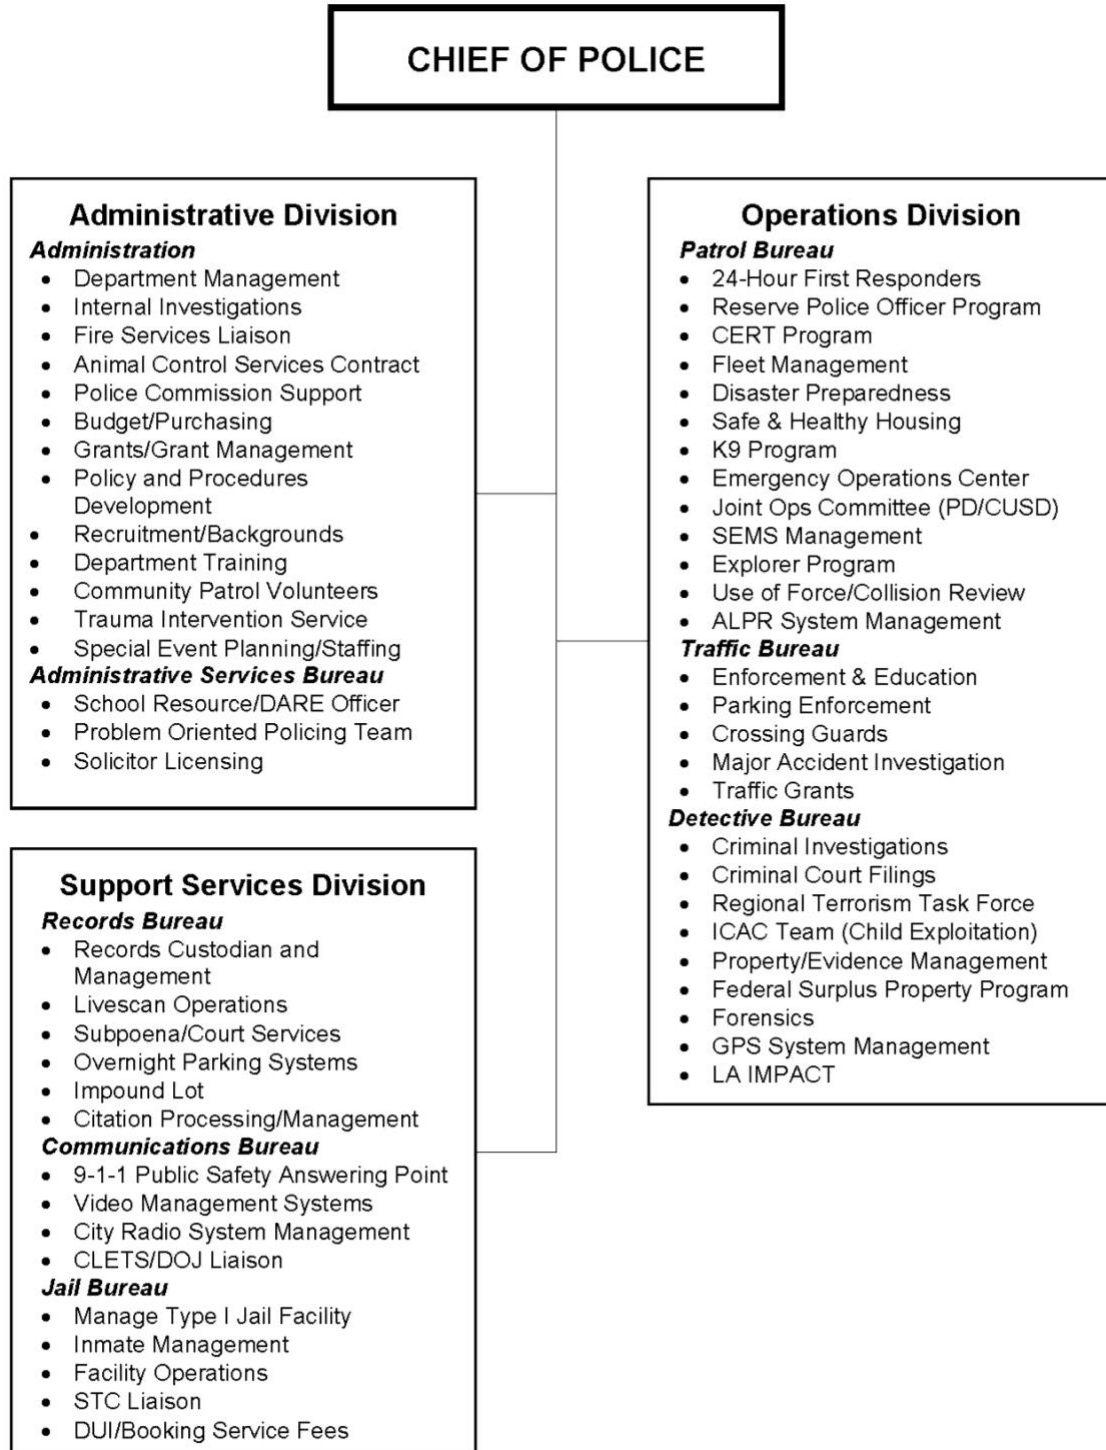 CHIEF OF POLICE
Administrative Division
Administration
• Department Management
• Internal Investigations
• Fire Services Liaison
• Animal Control Services Contract
• Police Commission Support
• Budget/Purchasing
• Grants/Grant Management
• Policy and Procedures
Development
• Recruitment/Backgrounds
• Department Training
• Community Patrol Volunteers
• Trauma Intervention Service
• Special Event Planning/Staffing
Administrative Services Bureau
• School Resource/DARE Officer
• Problem Oriented Policing Team
• Solicitor Licensing
Support Services Division
Records Bureau
• Records Custodian and
Management
• Livescan Operations
• Subpoena/Court Services
• Overnight Parking Systems
• Impound Lot
• Citation Processing/Management
Communications Bureau
• 9-1-1 Public Safety Answering Point
• Video Management Systems
• City Radio System Management
• CLETS/DOJ Liaison
Jail Bureau
• Manage Type I Jail Facility
• Inmate Management
• Facility Operations
• STC Liaison
• DUI/Booking Service Fees
Operations Division
Patrol Bureau
• 24-Hour First Responders
• Reserve Police Officer Program
• CERT Program
• Fleet Management
• Disaster Preparedness
• Safe & Healthy Housing
• K9 Program
• Emergency Operations Center
• Joint Ops Committee (PD/CUSD)
• SEMS Management
• Explorer Program
• Use of Force/Collision Review
• ALPR System Management
Traffic Bureau
• Enforcement & Education
• Parking Enforcement
• Crossing Guards
• Major Accident Investigation
• Traffic Grants
Detective Bureau
• Criminal Investigations
• Criminal Court Filings
• Regional Terrorism Task Force
• ICAC Team (Child Exploitation)
• Property/Evidence Management
• Federal Surplus Property Program
• Forensics
• GPS System Management
• LA IMPACT